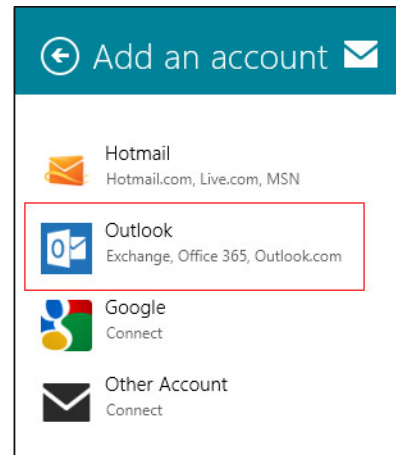 Add an account
Hotmail
Hotmail.com, Live.com, MSN
Outlook
Exchange, Office 365, Outlook.com
Google
Connect
Other Account
Connect